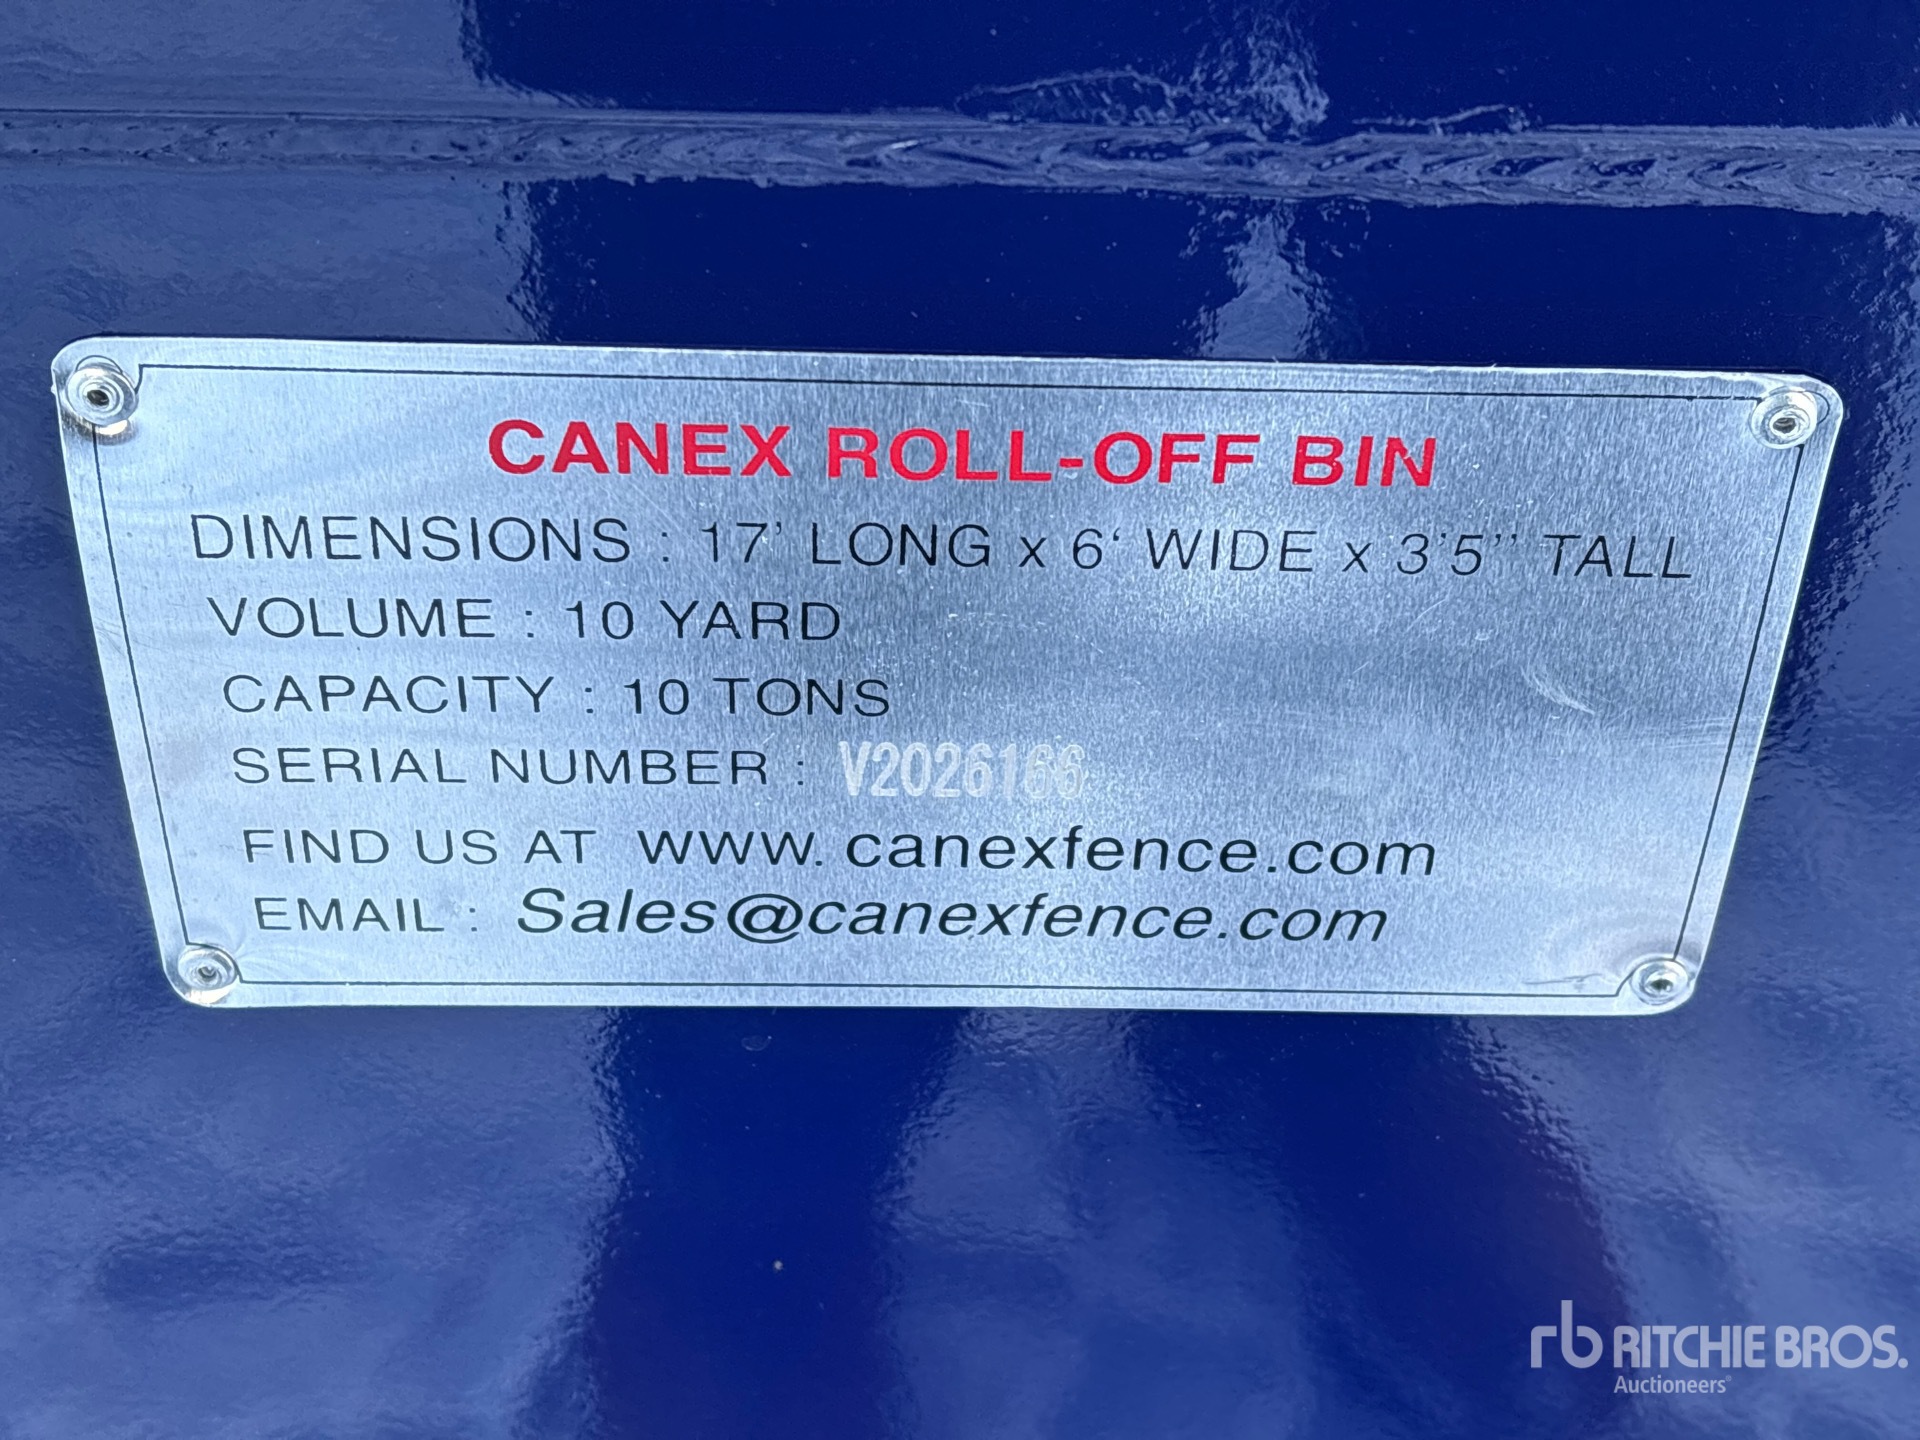 CANEX ROLL-OFF BIN
DIMENSIONS : 17' LONG x 6' WIDE x 3'5'' TALL
VOLUME : 10 YARD
CAPACITY : 10 TONS
SERIAL NUMBER : V2026166
FIND US AT www. canexfence.com
EMAIL : Sales@canexfence.com
rb RITCHIE BROS.
Auctioneers